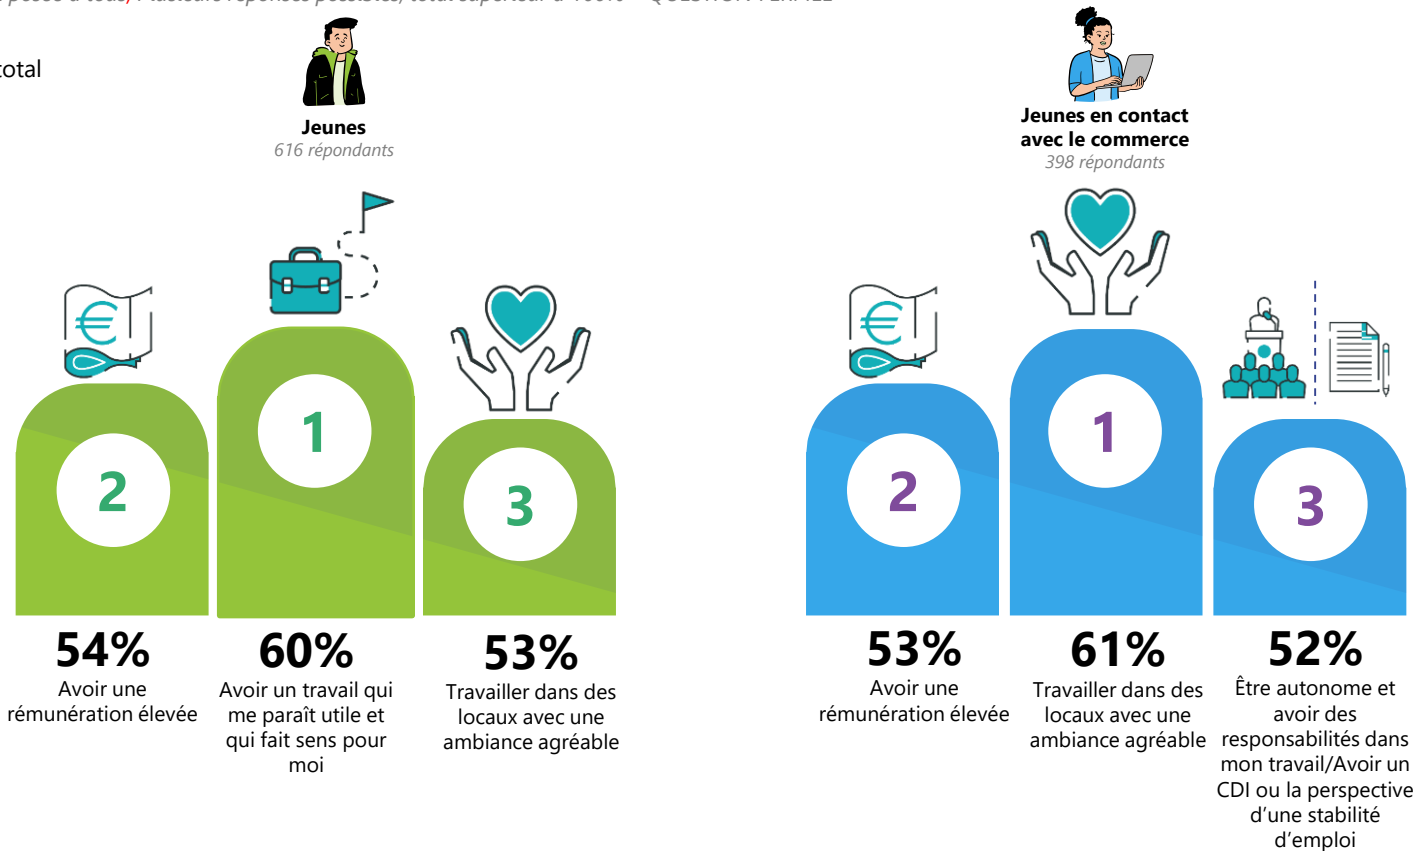 total
Jeunes
616 répondants
Jeunes en contact
avec le commerce
398 répondants
2
1
3
54%
Avoir une
rémunération élevée
60%
Avoir un travail qui
me paraît utile et
qui fait sens pour
moi
53%
Travailler dans des
locaux avec une
ambiance agréable
2
1
3
53%
Avoir une
rémunération élevée
61%
Travailler dans des
locaux avec une
ambiance agréable
52%
Être autonome et
avoir des
responsabilités dans
mon travail/Avoir un
CDI ou la perspective
d'une stabilité
d'emploi